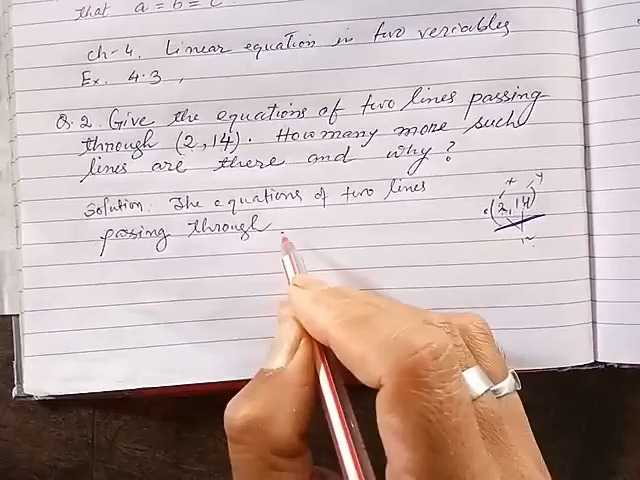 that a = b = c
ch-4. Linear equation in two veriables
Ex. 4.3,
Q.2. Give the equations of two lines passing
through (2,14). How many more such
lines are there and why?
Solution: The equations of two lines
passing through
x y
(2,14)